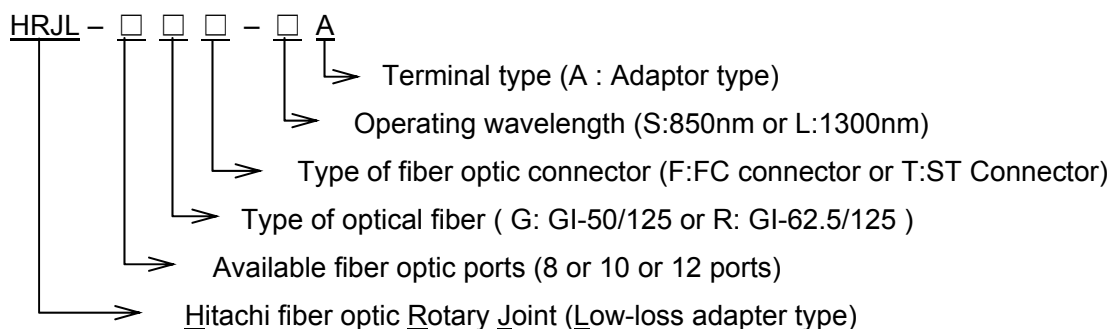 HRJL – □ □ □ – □ A
Terminal type (A : Adaptor type)
Operating wavelength (S:850nm or L:1300nm)
Type of fiber optic connector (F:FC connector or T:ST Connector)
Type of optical fiber ( G: GI-50/125 or R: GI-62.5/125 )
Available fiber optic ports (8 or 10 or 12 ports)
Hitachi fiber optic Rotary Joint (Low-loss adapter type)